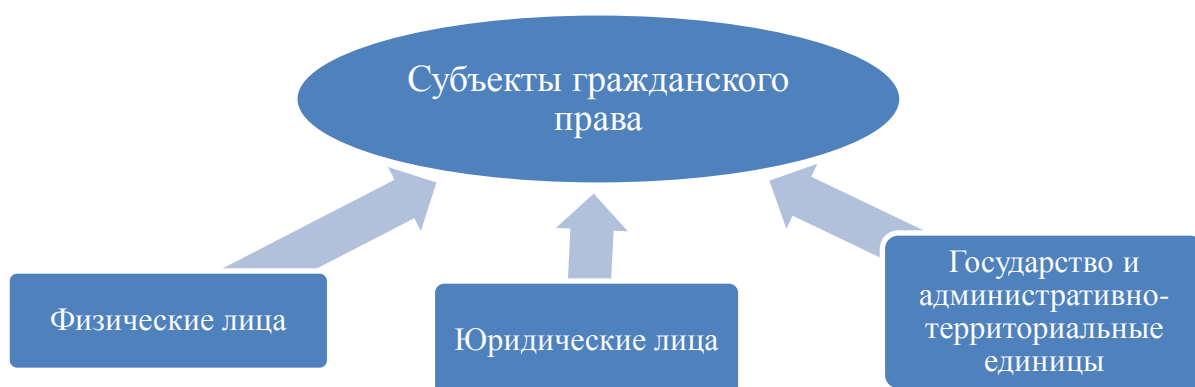 Субъекты гражданского
права
Физические лица
Юридические лица
Государство и
административно-
территориальные
единицы